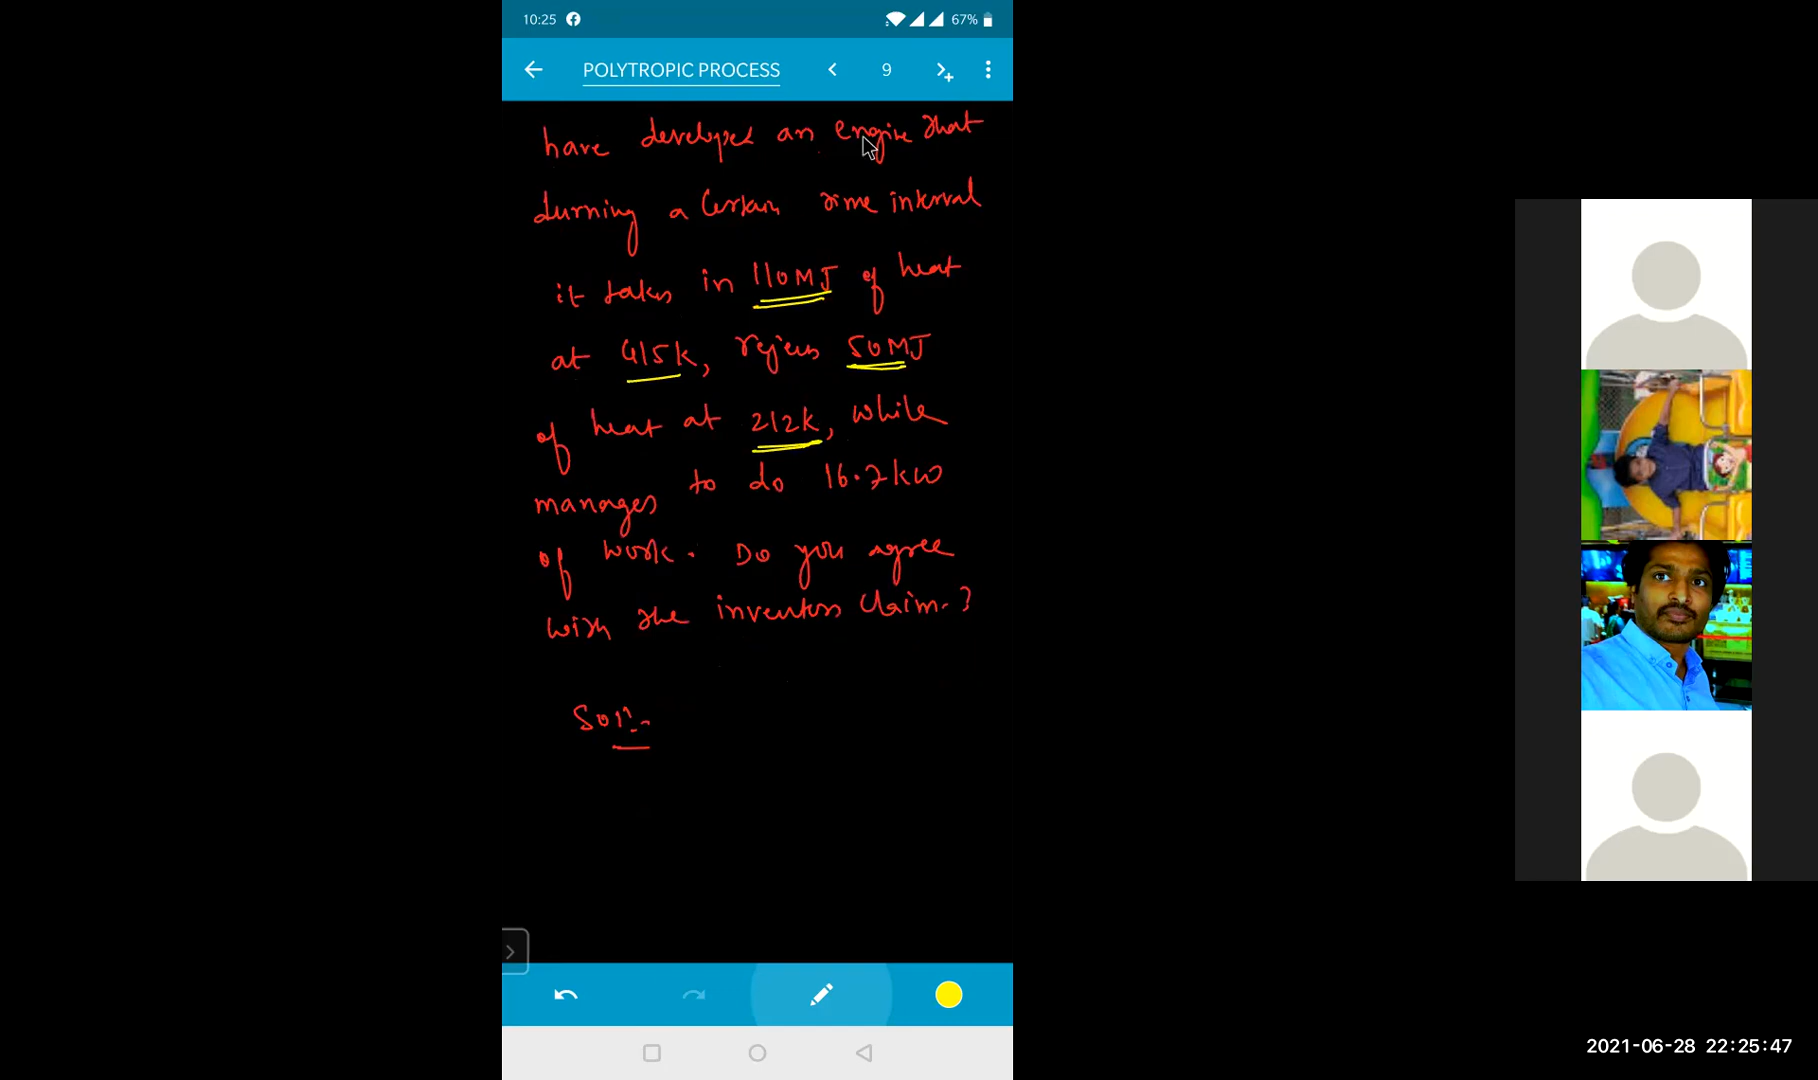 10:25 67%
POLYTROPIC PROCESS 9
have developed an engine that
durning a Certain time interval
it takes in 110MJ of heat
at 415k, rejects 50MJ
of heat at 212k, while
manages to do 16.7kw
of work. Do you agree
with the inventors claim.?
Soln:-
2021-06-28 22:25:47